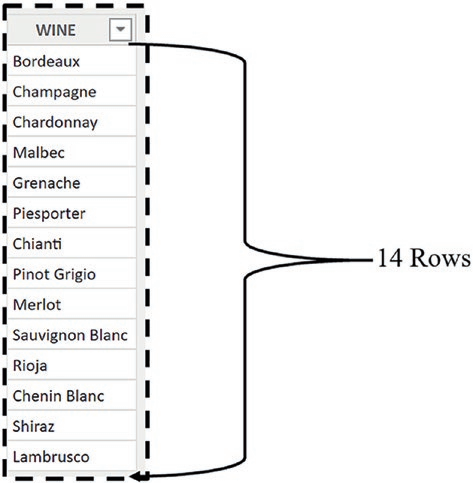 WINE
Bordeaux
Champagne
Chardonnay
Malbec
Grenache
Piesporter
Chianti
Pinot Grigio
Merlot
Sauvignon Blanc
Rioja
Chenin Blanc
Shiraz
Lambrusco
14 Rows